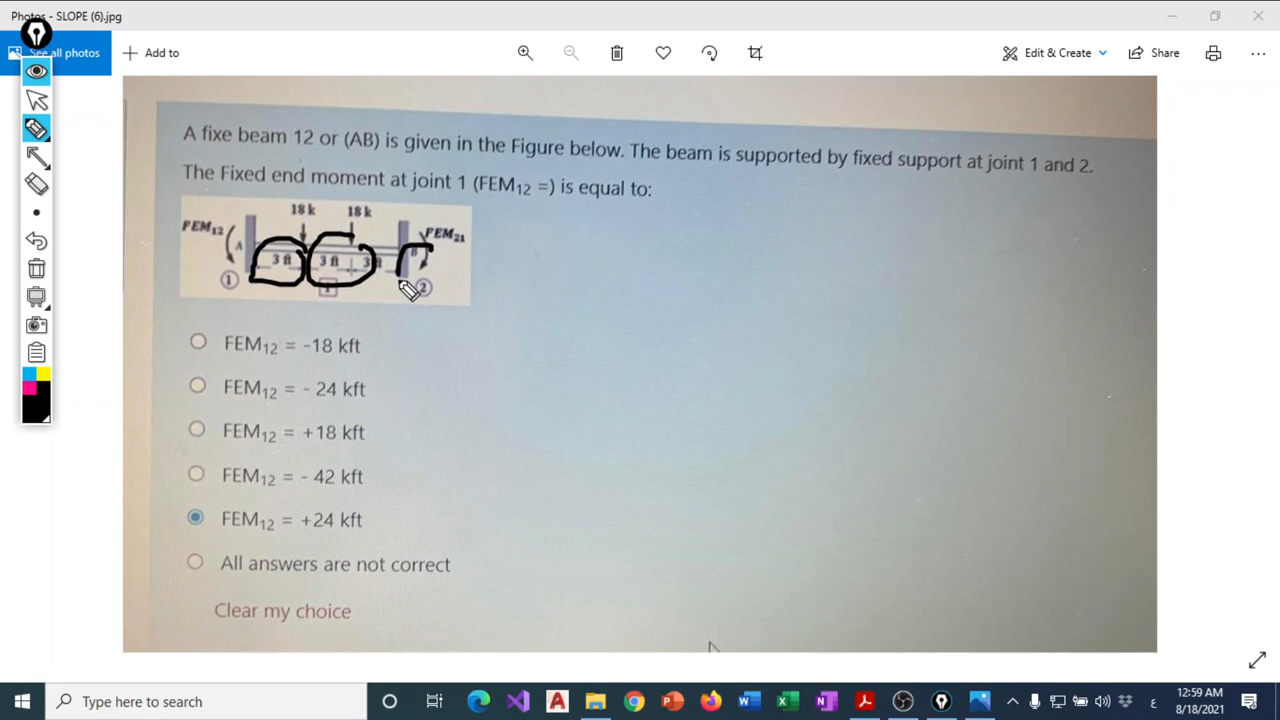 Photos - SLOPE (6).jpg
See all photos
Add to
Edit & Create
Share
A fixe beam 12 or (AB) is given in the Figure below. The beam is supported by fixed support at joint 1 and 2.
The Fixed end moment at joint 1 (FEM12 =) is equal to:
18 k 18 k
FEM12 FEM21
A B
3 ft 3 ft 3 ft
1 1 2
FEM12 = -18 kft
FEM12 = - 24 kft
FEM12 = +18 kft
FEM12 = - 42 kft
FEM12 = +24 kft
All answers are not correct
Clear my choice
Type here to search
ع
12:59 AM
8/18/2021